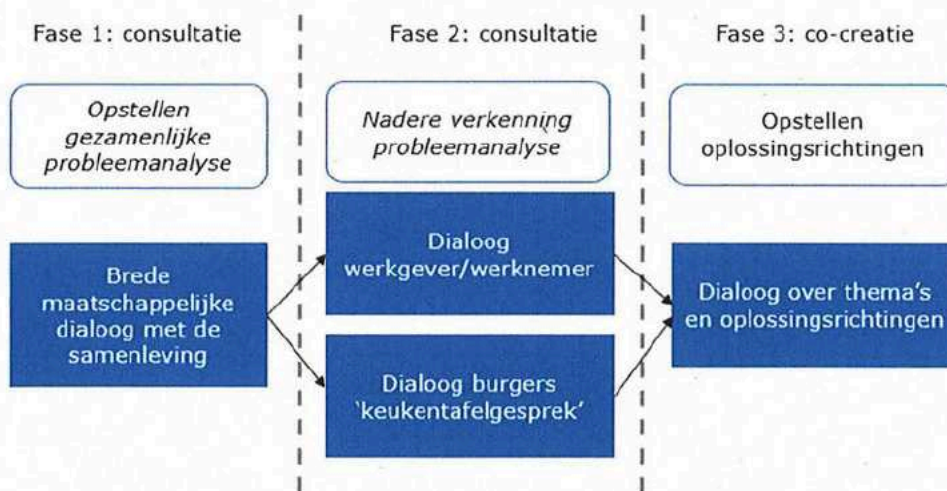 Fase 1: consultatie
Fase 2: consultatie
Fase 3: co-creatie
Opstellen
gezamenlijke
probleemanalyse
Nadere verkenning
probleemanalyse
Opstellen
oplossingsrichtingen
Brede
maatschappelijke
dialoog met de
samenleving
Dialoog
werkgever/werknemer
Dialoog burgers
‘keukentafelgesprek’
Dialoog over thema's
en oplossingsrichtingen